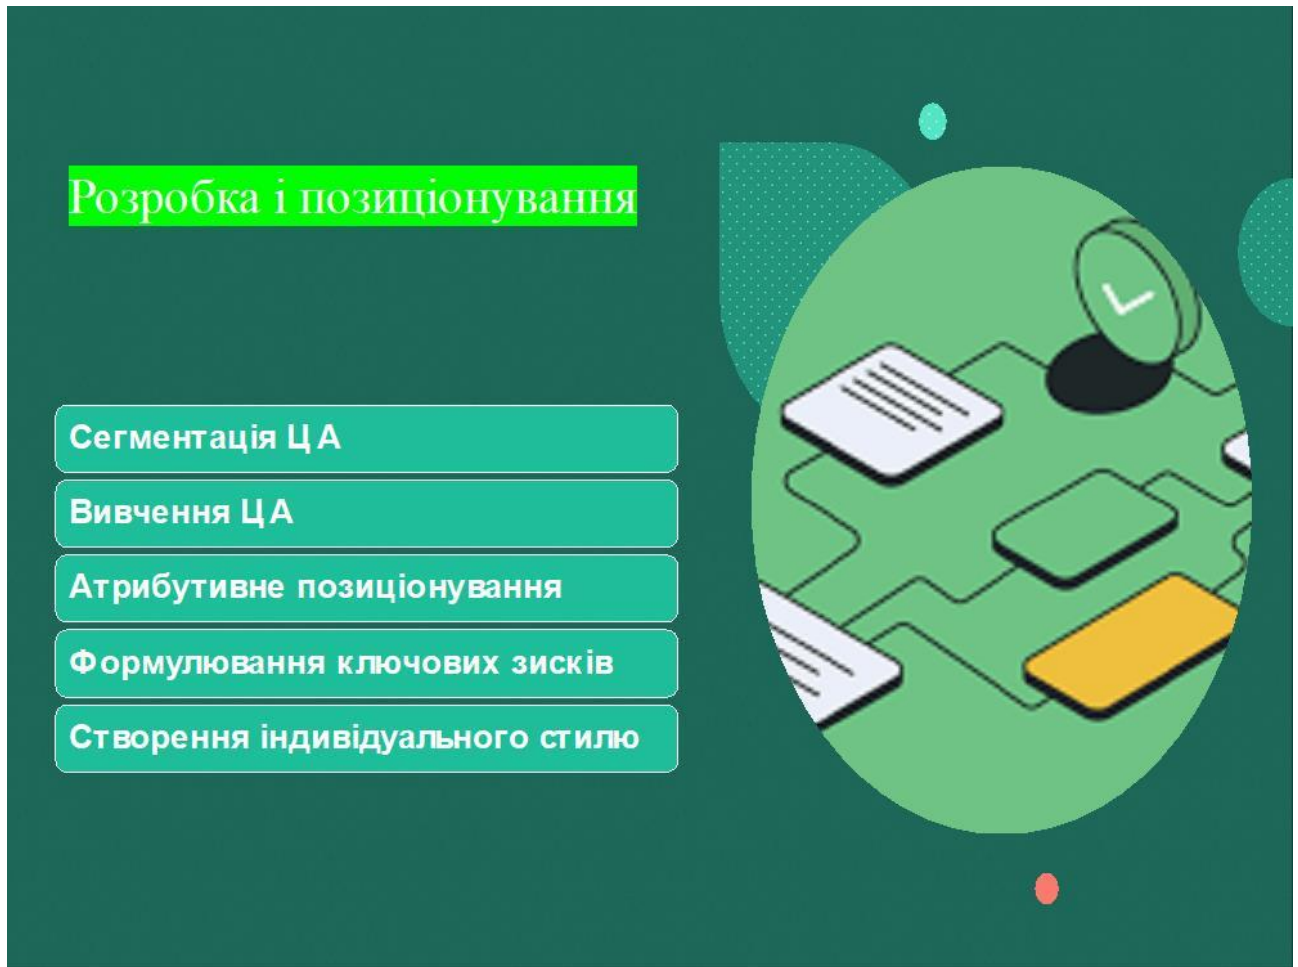 Розробка і позиціонування
Сегментація ЦА
Вивчення ЦА
Атрибутивне позиціонування
Формулювання ключових зисків
Створення індивідуального стилю